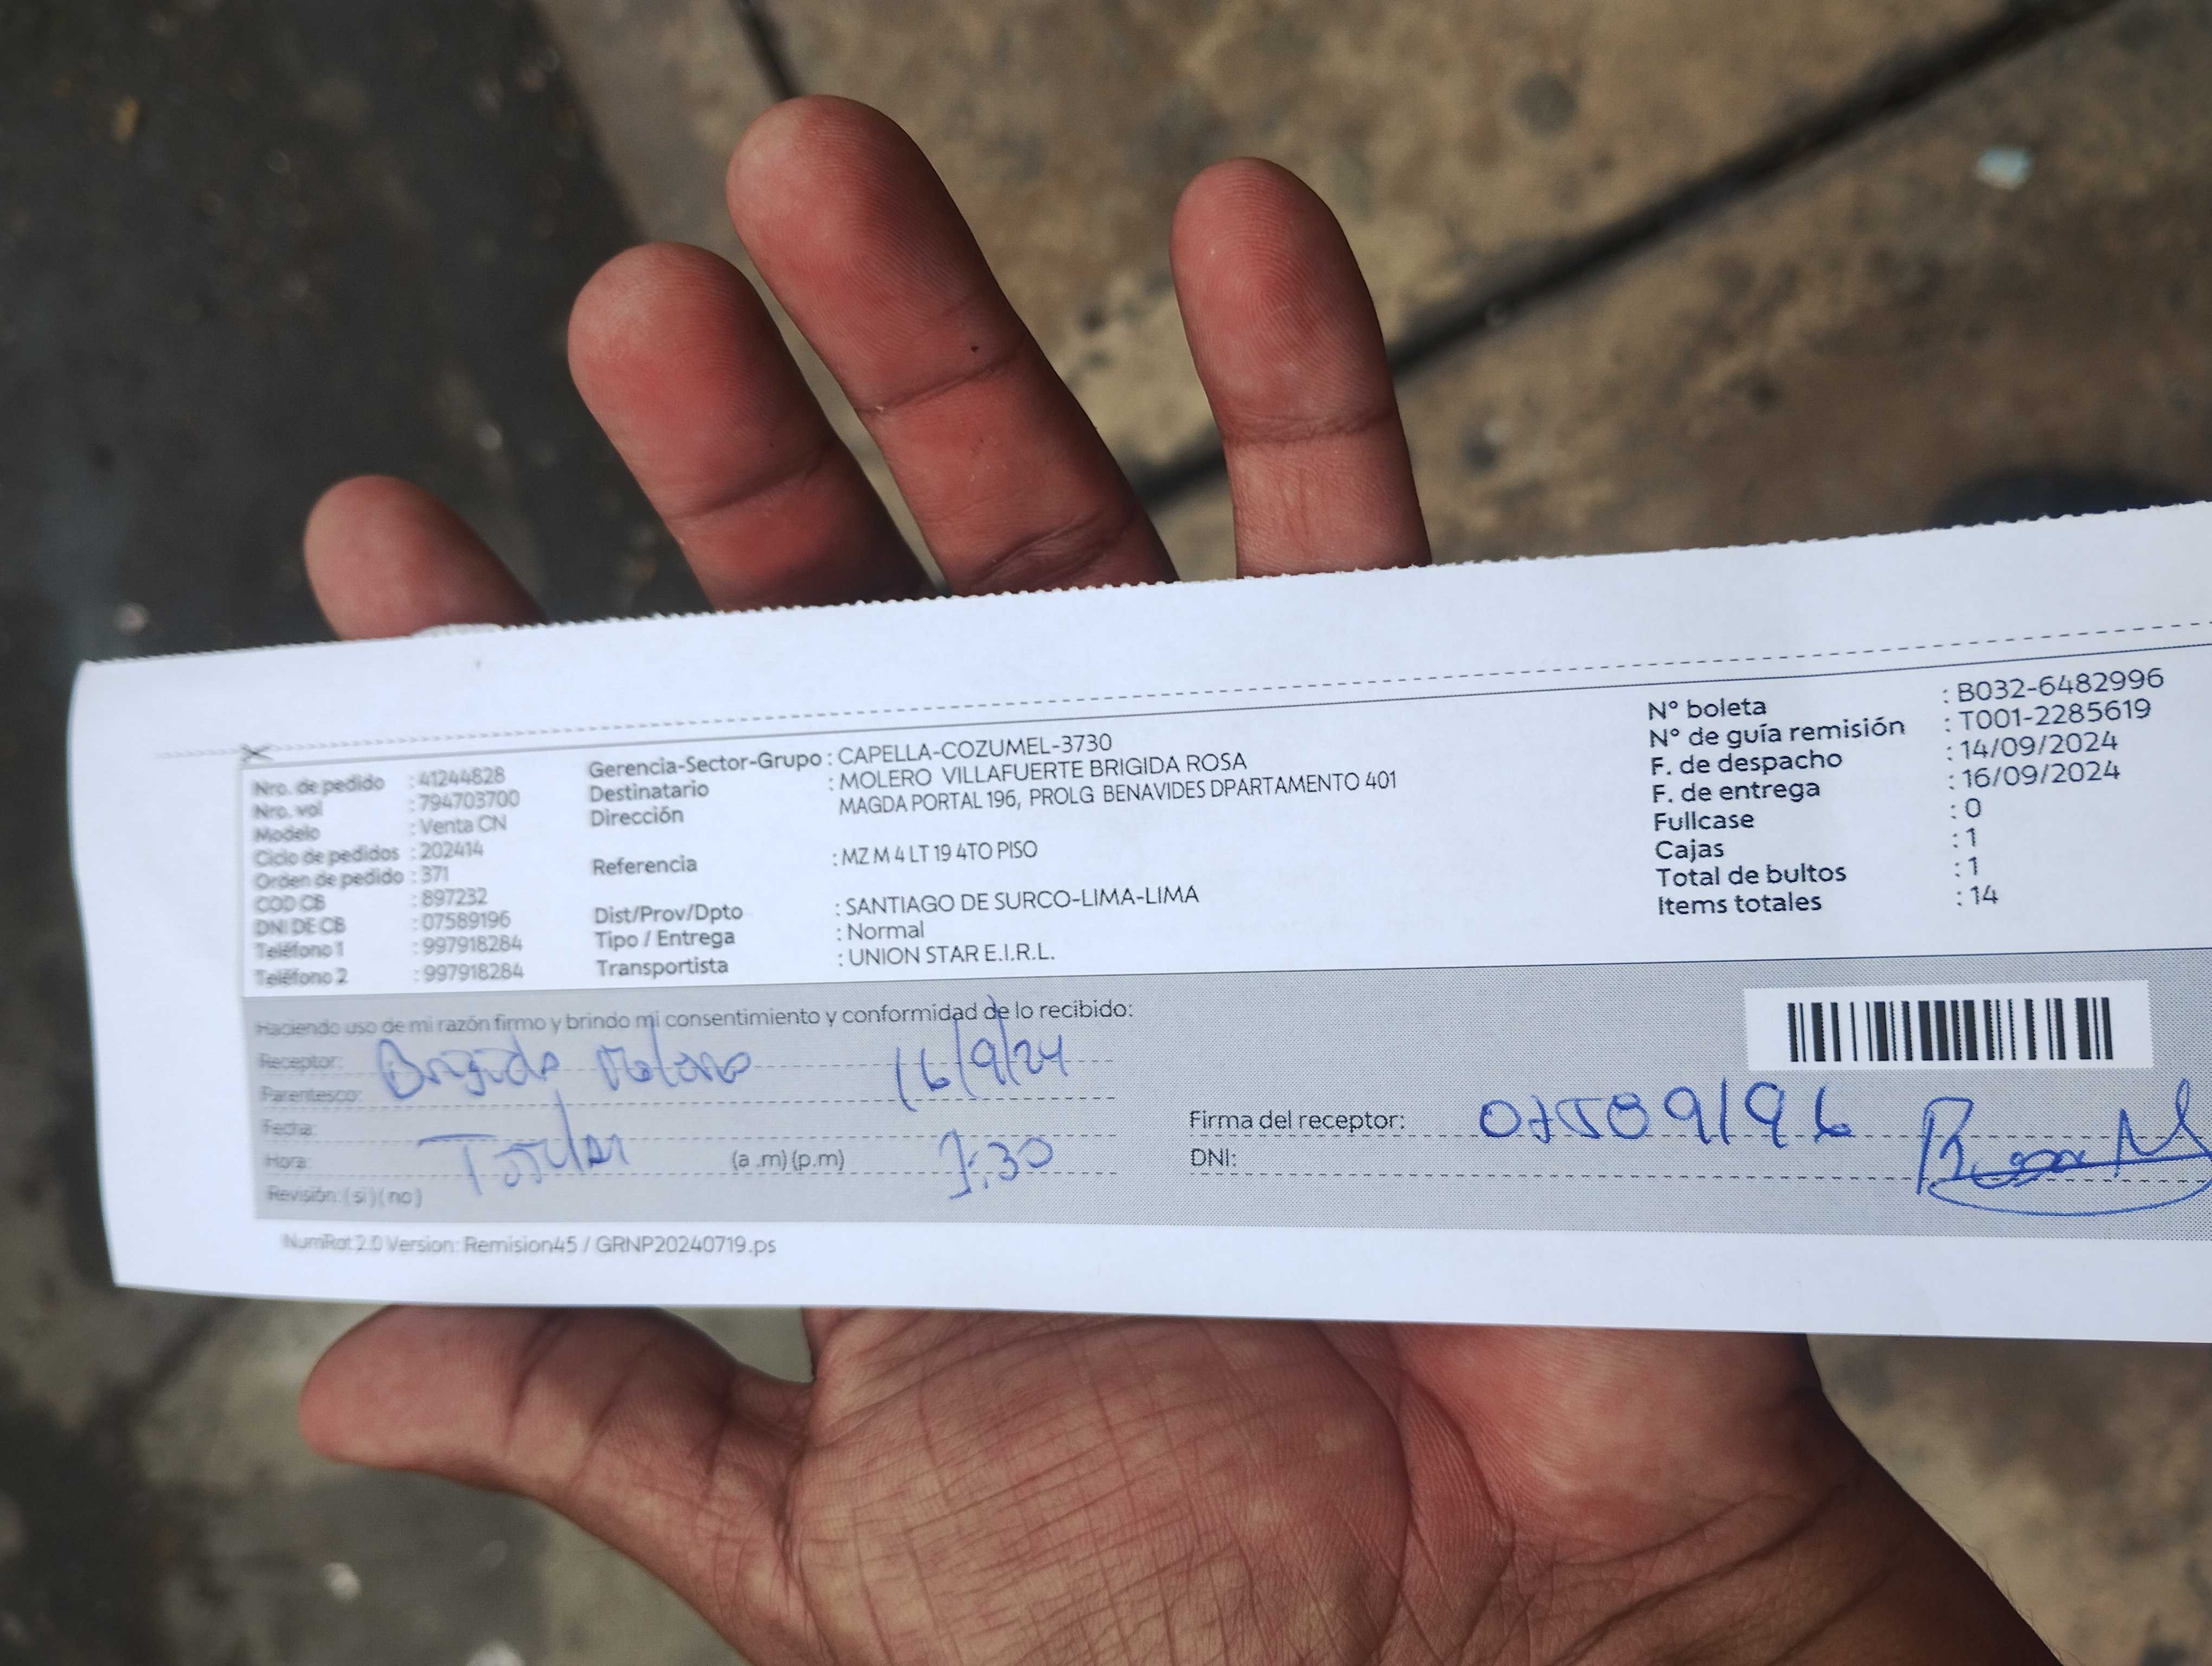 Nro. de pedido : 41244828
Nro. vol : 794703700
Modelo : Venta CN
Ciclo de pedidos : 202414
Orden de pedido : 371
COD CB : 897232
DNI DE CB : 07589196
Teléfono 1 : 997918284
Teléfono 2 : 997918284
Gerencia-Sector-Grupo : CAPELLA-COZUMEL-3730
Destinatario : MOLERO VILLAFUERTE BRIGIDA ROSA
Dirección MAGDA PORTAL 196, PROLG BENAVIDES DPARTAMENTO 401
Referencia : MZ M 4 LT 19 4TO PISO
Dist/Prov/Dpto : SANTIAGO DE SURCO-LIMA-LIMA
Tipo / Entrega : Normal
Transportista : UNION STAR E.I.R.L.
N° boleta : B032-6482996
N° de guía remisión : T001-2285619
F. de despacho : 14/09/2024
F. de entrega : 16/09/2024
Fullcase : 0
Cajas : 1
Total de bultos : 1
Items totales : 14
Haciendo uso de mi razón firmo y brindo mi consentimiento y conformidad de lo recibido:
Receptor: Brigida Molero 16/9/24
Parentesco:
Fecha:
Hora: Titular (a .m) (p.m) 1:30
Revisión: ( si ) ( no )
Firma del receptor: 07589196
DNI:
NumRot 2.0 Version: Remision45 / GRNP20240719.ps